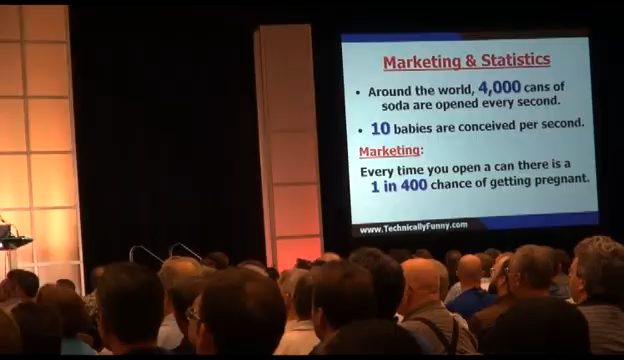 Marketing & Statistics
• Around the world, 4,000 cans of
soda are opened every second.
• 10 babies are conceived per second.
Marketing:
Every time you open a can there is a
1 in 400 chance of getting pregnant.
www.TechnicallyFunny.com